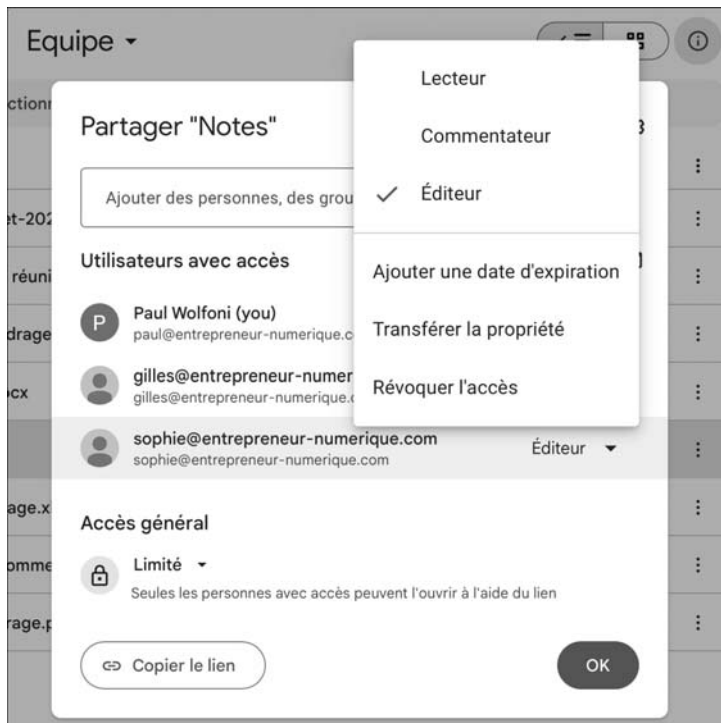 Equipe
Lecteur
Commentateur
Éditeur
Ajouter une date d'expiration
Transférer la propriété
Révoquer l'accès
Partager "Notes"
Ajouter des personnes, des
Utilisateurs avec accès
P
Paul Wolfoni (you)
paul@entrepreneur-numerique.c
gilles@entrepreneur-numer
gilles@entrepreneur-numerique.
sophie@entrepreneur-numerique.com
Éditeur
sophie@entrepreneur-numerique.com
Accès général
Limité
Seules les personnes avec accès peuvent l'ouvrir à l'aide du lien
Copier le lien
OK